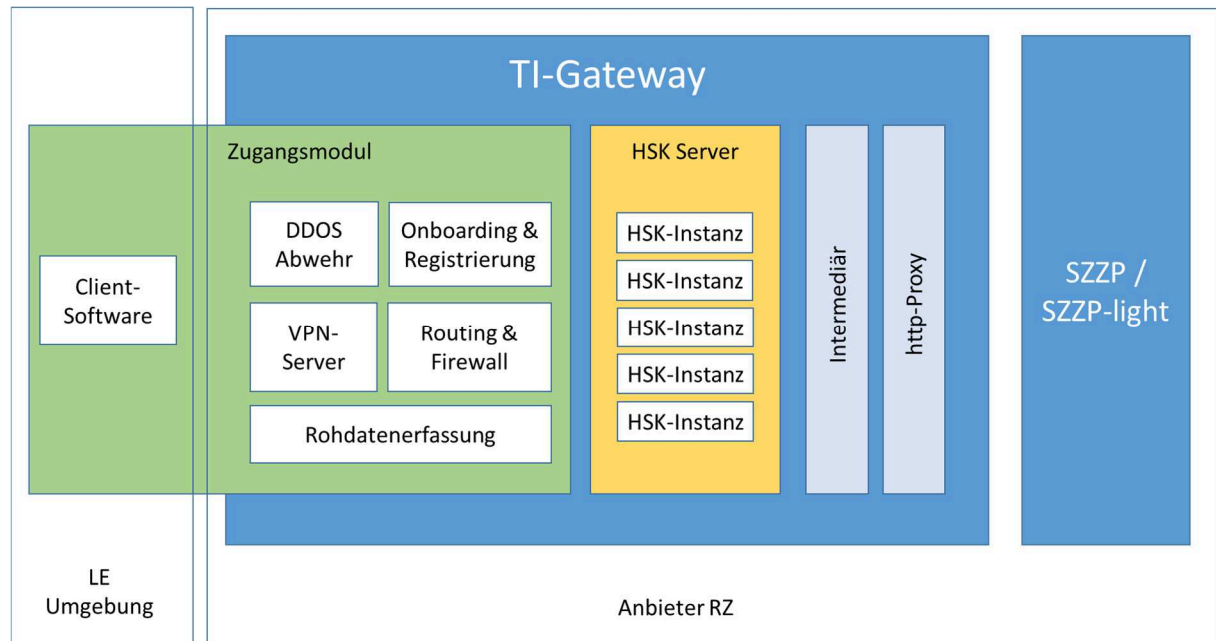 TI-Gateway
Zugangsmodul
HSK Server
Client-
Software
DDOS
Abwehr
Onboarding &
Registrierung
VPN-
Server
Routing &
Firewall
Rohdatenerfassung
HSK-Instanz
HSK-Instanz
HSK-Instanz
HSK-Instanz
HSK-Instanz
Intermediär
http-Proxy
SZZP /
SZZP-light
LE
Umgebung
Anbieter RZ